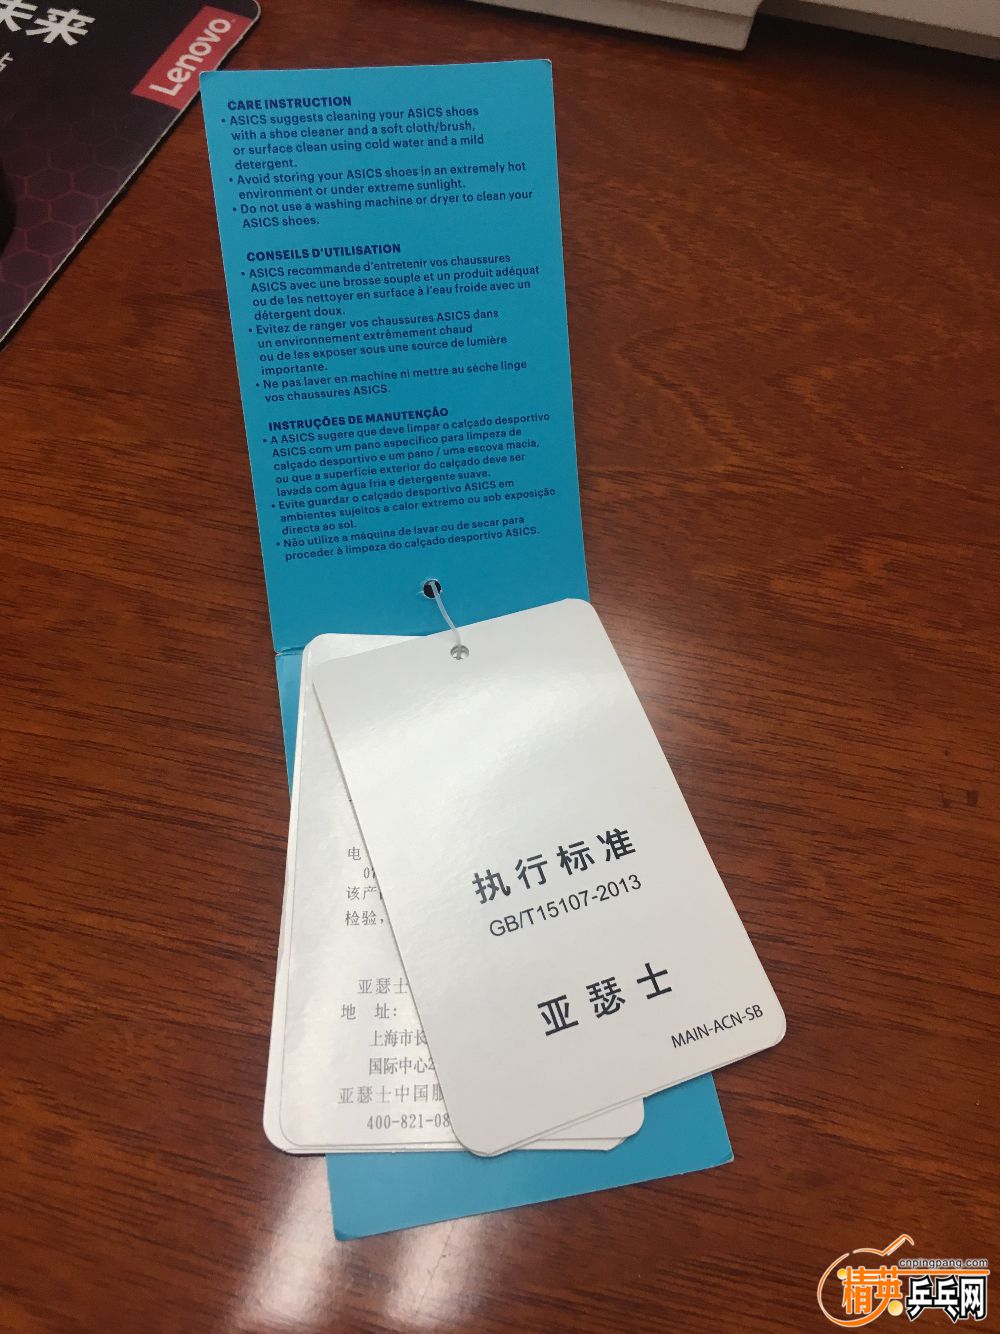 未来
Lenovo
CARE INSTRUCTION
• ASICS suggests cleaning your ASICS shoes
with a shoe cleaner and a soft cloth/brush,
or surface clean using cold water and a mild
detergent.
• Avoid storing your ASICS shoes in an extremely hot
environment or under extreme sunlight.
• Do not use a washing machine or dryer to clean your
ASICS shoes.
CONSEILS D'UTILISATION
• ASICS recommande d'entretenir vos chaussures
ASICS avec une brosse souple et un produit adéquat
ou de les nettoyer en surface à l'eau froide avec un
détergent doux.
• Evitez de ranger vos chaussures ASICS dans
un environnement extrêmement chaud
ou de les exposer sous une source de lumière
importante.
• Ne pas laver en machine ni mettre au sèche linge
vos chaussures ASICS.
INSTRUÇÕES DE MANUTENÇÃO
• A ASICS sugere que deve limpar o calçado desportivo
ASICS com um pano específico para limpeza de
calçado desportivo e um pano / uma escova macia,
ou que a superfície exterior do calçado deve ser
lavada com água fria e detergente suave.
• Evite guardar o calçado desportivo ASICS em
ambientes sujeitos a calor extremo ou sob exposição
directa ao sol.
• Não utilize a máquina de lavar ou de secar para
proceder à limpeza do calçado desportivo ASICS.
电
该产
检验，
亚瑟士
地 址：
上海市长
国际中心2
亚瑟士中国服
400-821-08
执行标准
GB/T15107-2013
亚瑟士
MAIN-ACN-SB
cnpingpang.com
精英乒乓网